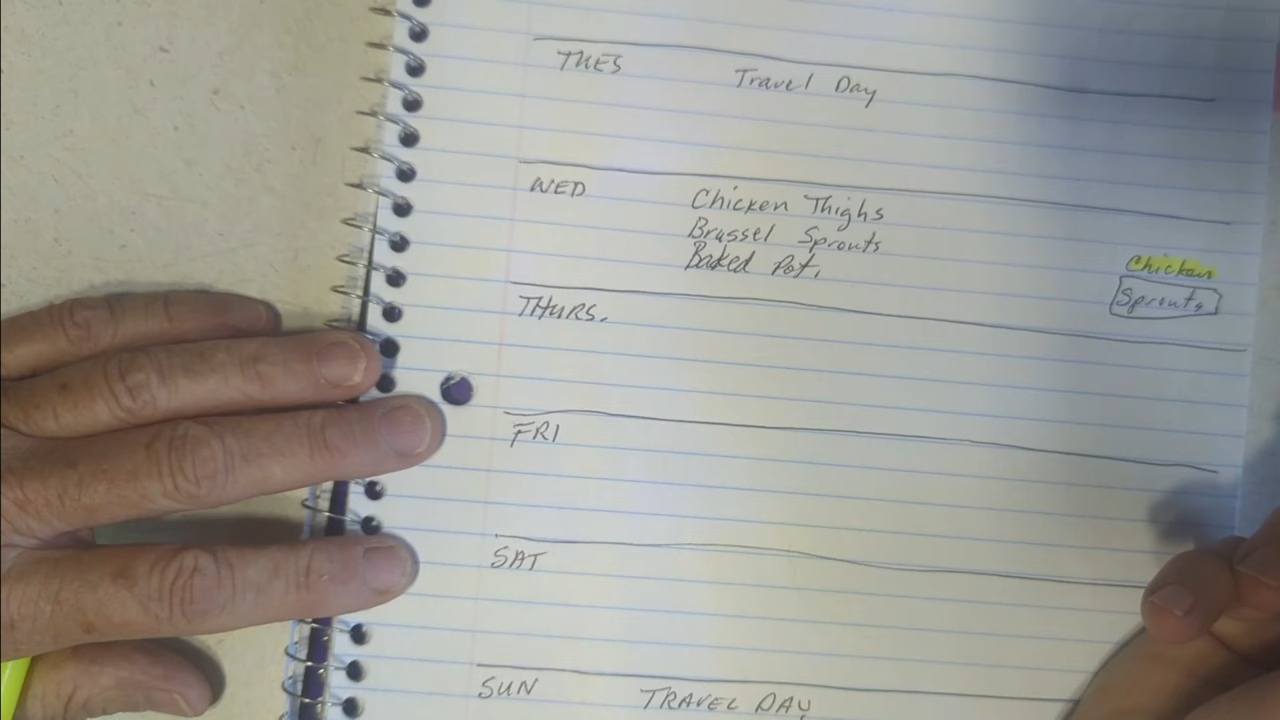 TUES Travel Day
WED Chicken Thighs
Brussel Sprouts
Baked Pot.
Chicken
Sprouts
THURS.
FRI
SAT
SUN TRAVEL DAY